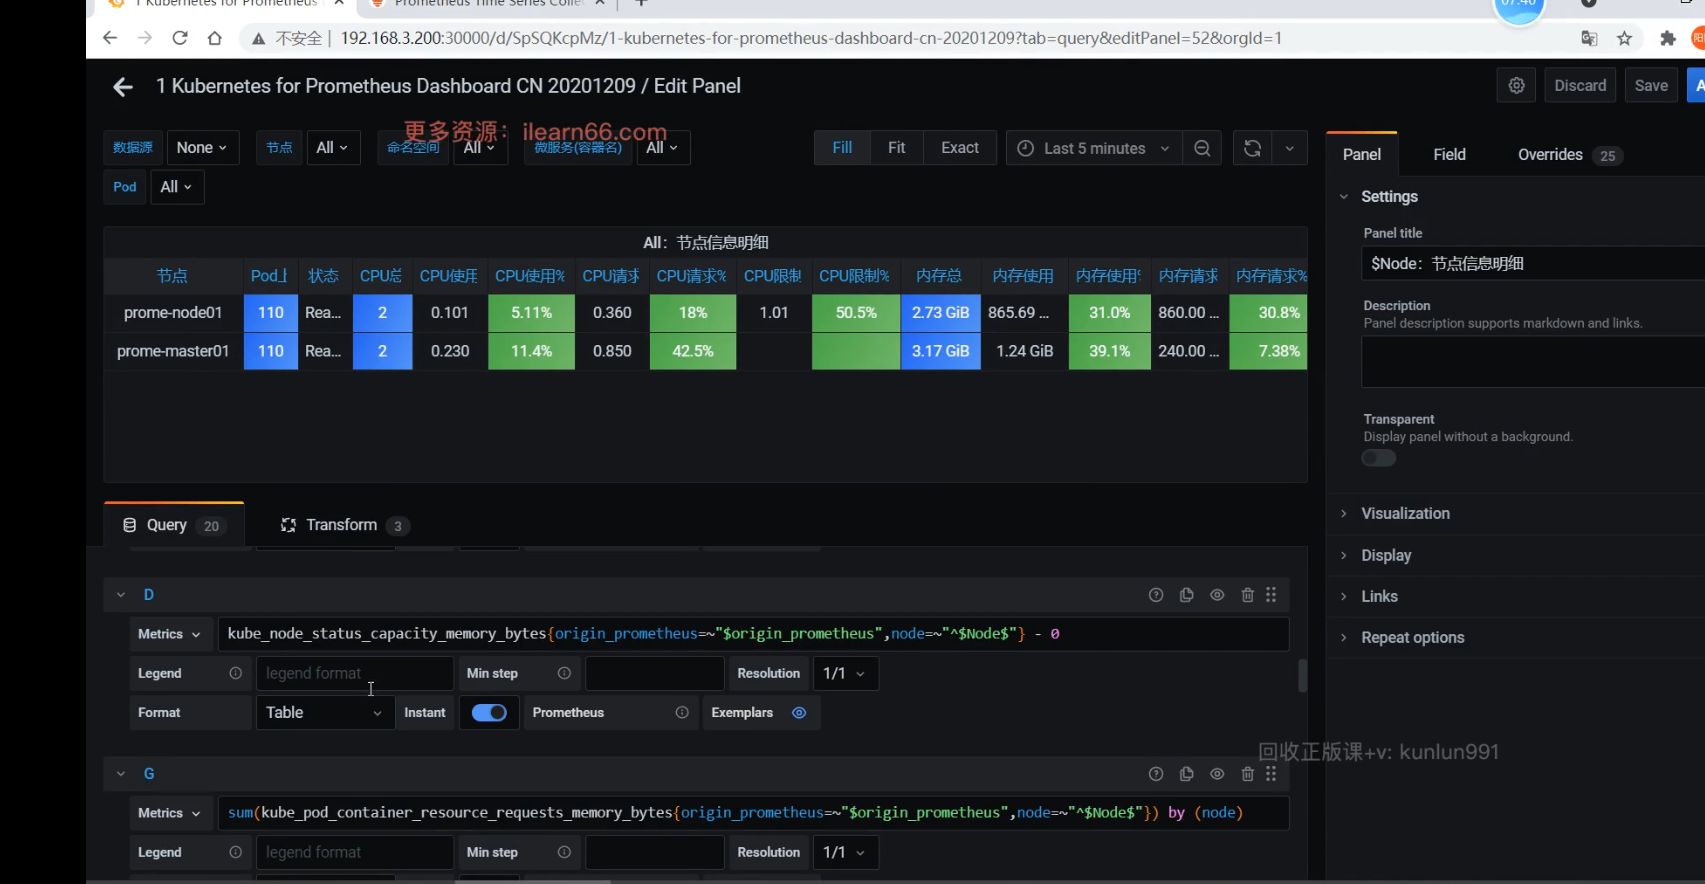 1 Kubernetes for Prometheus
Prometheus Time Series Colle
07:40
不安全 | 192.168.3.200:30000/d/SpSQKcpMz/1-kubernetes-for-prometheus-dashboard-cn-20201209?tab=query&editPanel=52&orgId=1
1 Kubernetes for Prometheus Dashboard CN 20201209 / Edit Panel
Discard
Save
更多资源：ilearn66.com
数据源 None 节点 All 命名空间 All 微服务(容器名) All
Fill Fit Exact Last 5 minutes
Pod All
All：节点信息明细
节点 Pod上 状态 CPU总 CPU使用 CPU使用% CPU请求 CPU请求% CPU限制 CPU限制% 内存总 内存使用 内存使用% 内存请求 内存请求%
prome-node01 110 Rea... 2 0.101 5.11% 0.360 18% 1.01 50.5% 2.73 GiB 865.69 ... 31.0% 860.00 ... 30.8%
prome-master01 110 Rea... 2 0.230 11.4% 0.850 42.5% 3.17 GiB 1.24 GiB 39.1% 240.00 ... 7.38%
Query 20 Transform 3
D
Metrics kube_node_status_capacity_memory_bytes{origin_prometheus=~"$origin_prometheus",node=~"^$Node$"} - 0
Legend legend format Min step Resolution 1/1
Format Table Instant Prometheus Exemplars
G
Metrics sum(kube_pod_container_resource_requests_memory_bytes{origin_prometheus=~"$origin_prometheus",node=~"^$Node$"}) by (node)
Legend legend format Min step Resolution 1/1
Panel Field Overrides 25
Settings
Panel title
$Node：节点信息明细
Description
Panel description supports markdown and links.
Transparent
Display panel without a background.
Visualization
Display
Links
Repeat options
回收正版课+v: kunlun991